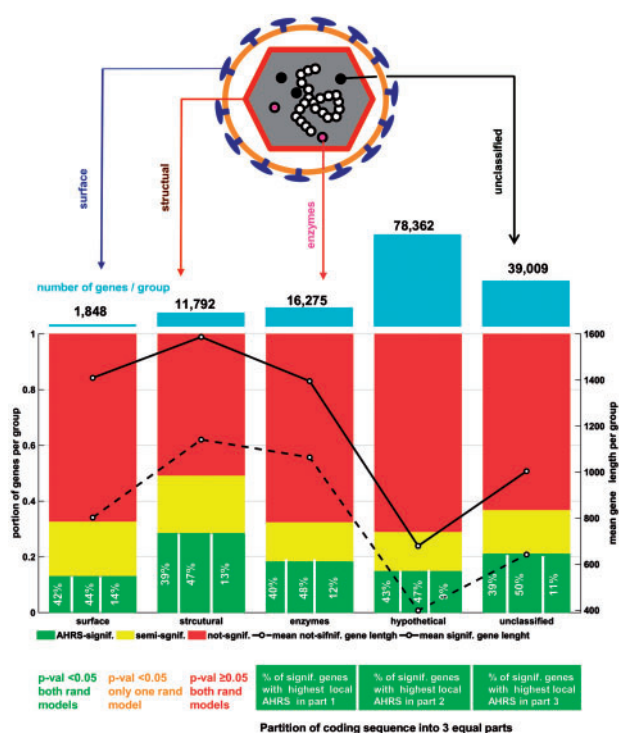 surface
structual
enzymes
unclassified
78,362
39,009
number of genes / group
1,848
11,792
16,275
portion of genes per group
1
0.8
0.6
0.4
0.2
0
1600
1400
1200
1000
800
600
400
mean gene length per group
42% 44% 14%
39% 47% 13%
40% 48% 12%
43% 47% 9%
39% 50% 11%
surface strcutural enzymes hypothetical unclassified
AHRS-signif. semi-sgnif. not-sgnif. mean not-sifnif. gene lentgh mean signif. gene lenght
p-val <0.05
both rand
models
p-val <0.05
only one rand
model
p-val ≥0.05
both rand
models
% of signif. genes
with highest local
AHRS in part 1
% of signif. genes
with highest local
AHRS in part 2
% of signif. genes
with highest local
AHRS in part 3
Partition of coding sequence into 3 equal parts